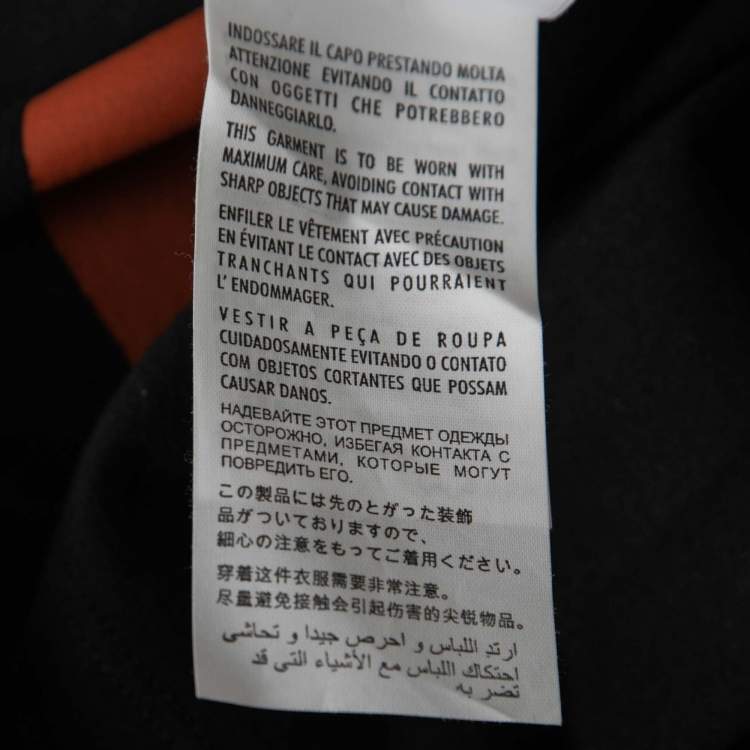 INDOSSARE IL CAPO PRESTANDO MOLTA
ATTENZIONE EVITANDO IL CONTATTO
CON OGGETTI CHE POTREBBERO
DANNEGGIARLO.
THIS GARMENT IS TO BE WORN WITH
MAXIMUM CARE, AVOIDING CONTACT WITH
SHARP OBJECTS THAT MAY CAUSE DAMAGE.
ENFILER LE VÊTEMENT AVEC PRÉCAUTION
EN ÉVITANT LE CONTACT AVEC DES OBJETS
TRANCHANTS QUI POURRAIENT
L' ENDOMMAGER.
VESTIR A PEÇA DE ROUPA
CUIDADOSAMENTE EVITANDO O CONTATO
COM OBJETOS CORTANTES QUE POSSAM
CAUSAR DANOS.
НАДЕВАЙТЕ ЭТОТ ПРЕДМЕТ ОДЕЖДЫ
ОСТОРОЖНО, ИЗБЕГАЯ КОНТАКТА С
ПРЕДМЕТАМИ, КОТОРЫЕ МОГУТ
ПОВРЕДИТЬ ЕГО.
この製品には先のとがった装飾
品がついておりますので、
細心の注意をもってご着用ください。
穿着这件衣服需要非常注意。
尽量避免接触会引起伤害的尖锐物品。
ارتدِ اللباس و احرص جيدا و تحاشى
احتكاك اللباس مع الأشياء التي قد
تضر به